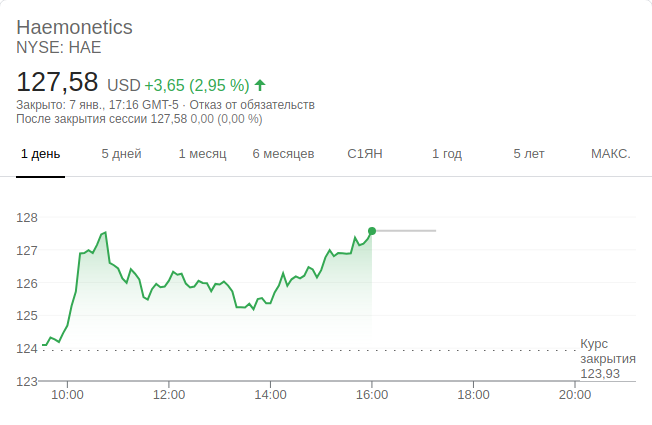 Haemonetics
NYSE: HAE
127,58 USD +3,65 (2,95 %)
Закрыто: 7 янв., 17:16 GMT-5 · Отказ от обязательств
После закрытия сессии 127,58 0,00 (0,00 %)
1 день 5 дней 1 месяц 6 месяцев С1ЯН 1 год 5 лет МАКС.
128
127
126
125
124
123
Курс
закрытия
123,93
10:00 12:00 14:00 16:00 18:00 20:00